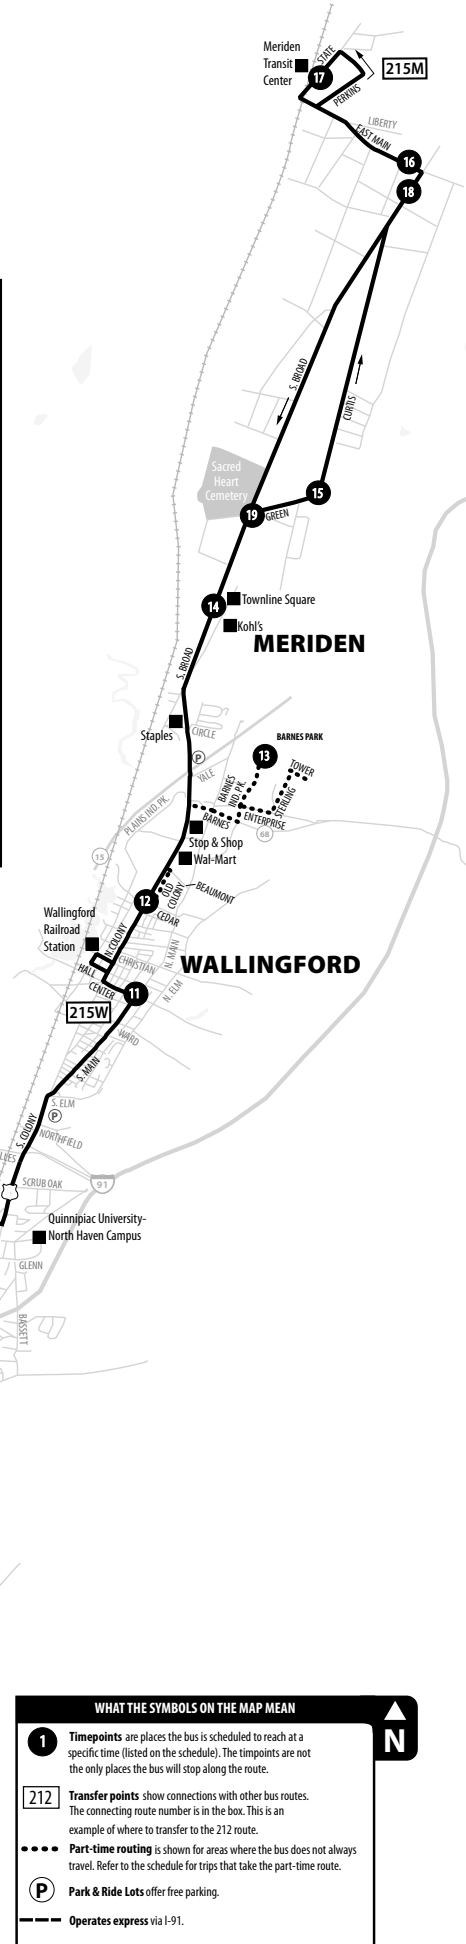 Meriden
Transit
Center
STATE
17
215M
PERKINS
LIBERTY
EAST MAIN
16
18
S. BROAD
CURTIS
Sacred
Heart
Cemetery
15
19
GREEN
14
Townline Square
Kohl's
MERIDEN
S. BROAD
Staples
CIRCLE
P
YALE
BARNES PARK
13
TOWER
BARNES
IND. PK.
STERLING
PLAINS IND. PK.
BARNES
ENTERPRISE
68
15
Stop & Shop
Wal-Mart
OLD
COLONY
BEAUMONT
12
CEDAR
Wallingford
Railroad
Station
N. COLONY
N. MAIN
CHRISTIAN
WALLINGFORD
HALL
CENTER
N. ELM
11
215W
WARD
S. MAIN
S. ELM
P
S. COLONY
NORTHFIELD
LLES
SCRUB OAK
91
Quinnipiac University-
North Haven Campus
GLENN
BASSETT
WHAT THE SYMBOLS ON THE MAP MEAN
N
1
Timepoints are places the bus is scheduled to reach at a
specific time (listed on the schedule). The timpoints are not
the only places the bus will stop along the route.
212
Transfer points show connections with other bus routes.
The connecting route number is in the box. This is an
example of where to transfer to the 212 route.
Part-time routing is shown for areas where the bus does not always
travel. Refer to the schedule for trips that take the part-time route.
P
Park & Ride Lots offer free parking.
Operates express via I-91.